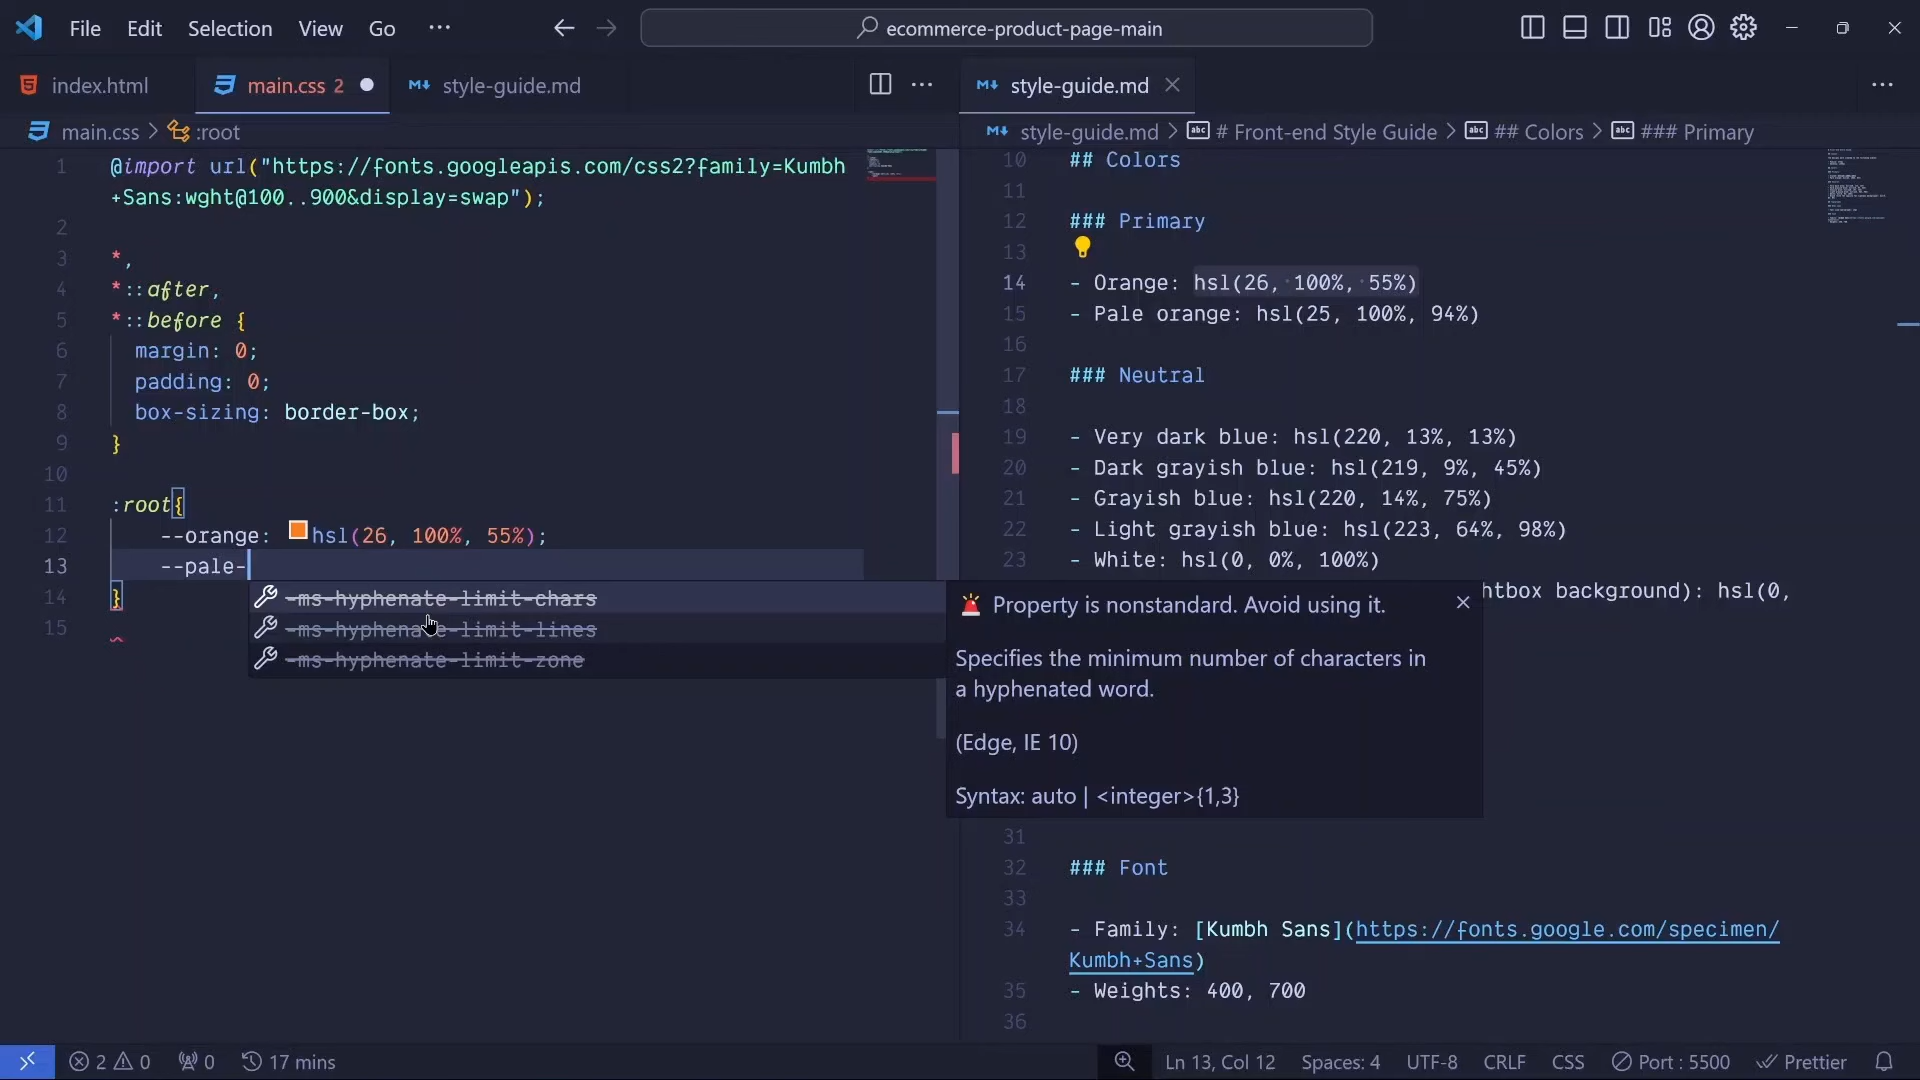 File Edit Selection View Go ··· ecommerce-product-page-main
index.html main.css 2 style-guide.md
main.css > :root
1 @import url("https://fonts.googleapis.com/css2?family=Kumbh
+Sans:wght@100..900&display=swap");
2
3 *,
4 *::after,
5 *::before {
6 margin: 0;
7 padding: 0;
8 box-sizing: border-box;
9 }
10
11 :root{
12 --orange: hsl(26, 100%, 55%);
13 --pale-
14 }
15
-ms-hyphenate-limit-chars
-ms-hyphenate-limit-lines
-ms-hyphenate-limit-zone
Property is nonstandard. Avoid using it.
Specifies the minimum number of characters in
a hyphenated word.
(Edge, IE 10)
Syntax: auto | <integer>{1,3}
style-guide.md
style-guide.md > abc # Front-end Style Guide > abc ## Colors > abc ### Primary
10 ## Colors
11
12 ### Primary
13
14 - Orange: hsl(26, 100%, 55%)
15 - Pale orange: hsl(25, 100%, 94%)
16
17 ### Neutral
18
19 - Very dark blue: hsl(220, 13%, 13%)
20 - Dark grayish blue: hsl(219, 9%, 45%)
21 - Grayish blue: hsl(220, 14%, 75%)
22 - Light grayish blue: hsl(223, 64%, 98%)
23 - White: hsl(0, 0%, 100%)
htbox background): hsl(0,
31
32 ### Font
33
34 - Family: [Kumbh Sans](https://fonts.google.com/specimen/
Kumbh+Sans)
35 - Weights: 400, 700
36
2 0 0 17 mins Ln 13, Col 12 Spaces: 4 UTF-8 CRLF CSS Port : 5500 Prettier